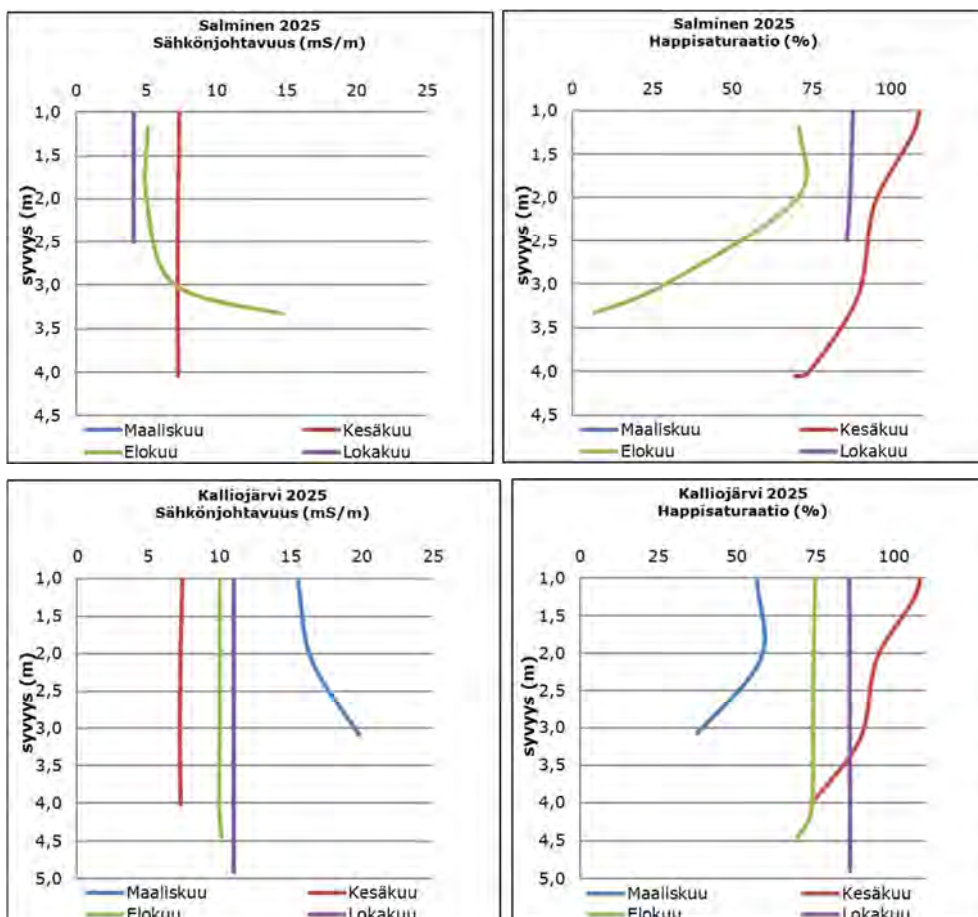 Salminen 2025
Sähkönjohtavuus (mS/m)
0 5 10 15 20 25
1,0
1,5
2,0
2,5
3,0
3,5
4,0
4,5
syvyys (m)
Maaliskuu Kesäkuu
Elokuu Lokakuu
Salminen 2025
Happisaturaatio (%)
0 25 50 75 100
1,0
1,5
2,0
2,5
3,0
3,5
4,0
4,5
syvyys (m)
Maaliskuu Kesäkuu
Elokuu Lokakuu
Kalliojärvi 2025
Sähkönjohtavuus (mS/m)
0 5 10 15 20 25
1,0
1,5
2,0
2,5
3,0
3,5
4,0
4,5
5,0
syvyys (m)
Maaliskuu Kesäkuu
Elokuu Lokakuu
Kalliojärvi 2025
Happisaturaatio (%)
0 25 50 75 100
1,0
1,5
2,0
2,5
3,0
3,5
4,0
4,5
5,0
syvyys (m)
Maaliskuu Kesäkuu
Elokuu Lokakuu